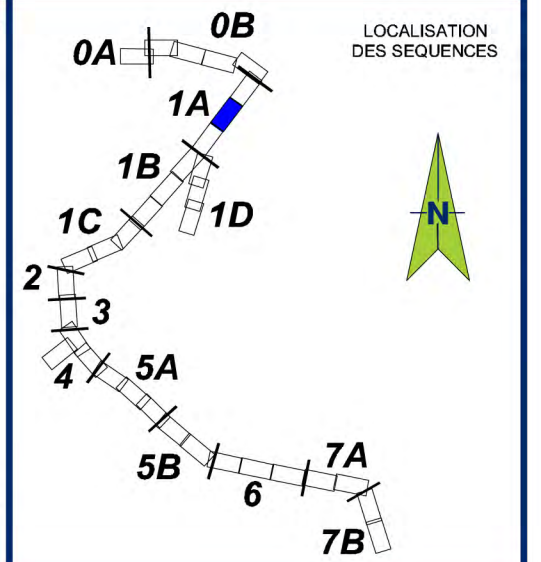 LOCALISATION
DES SEQUENCES
0A
0B
1A
1B
1D
1C
N
2
3
4
5A
5B
6
7A
7B